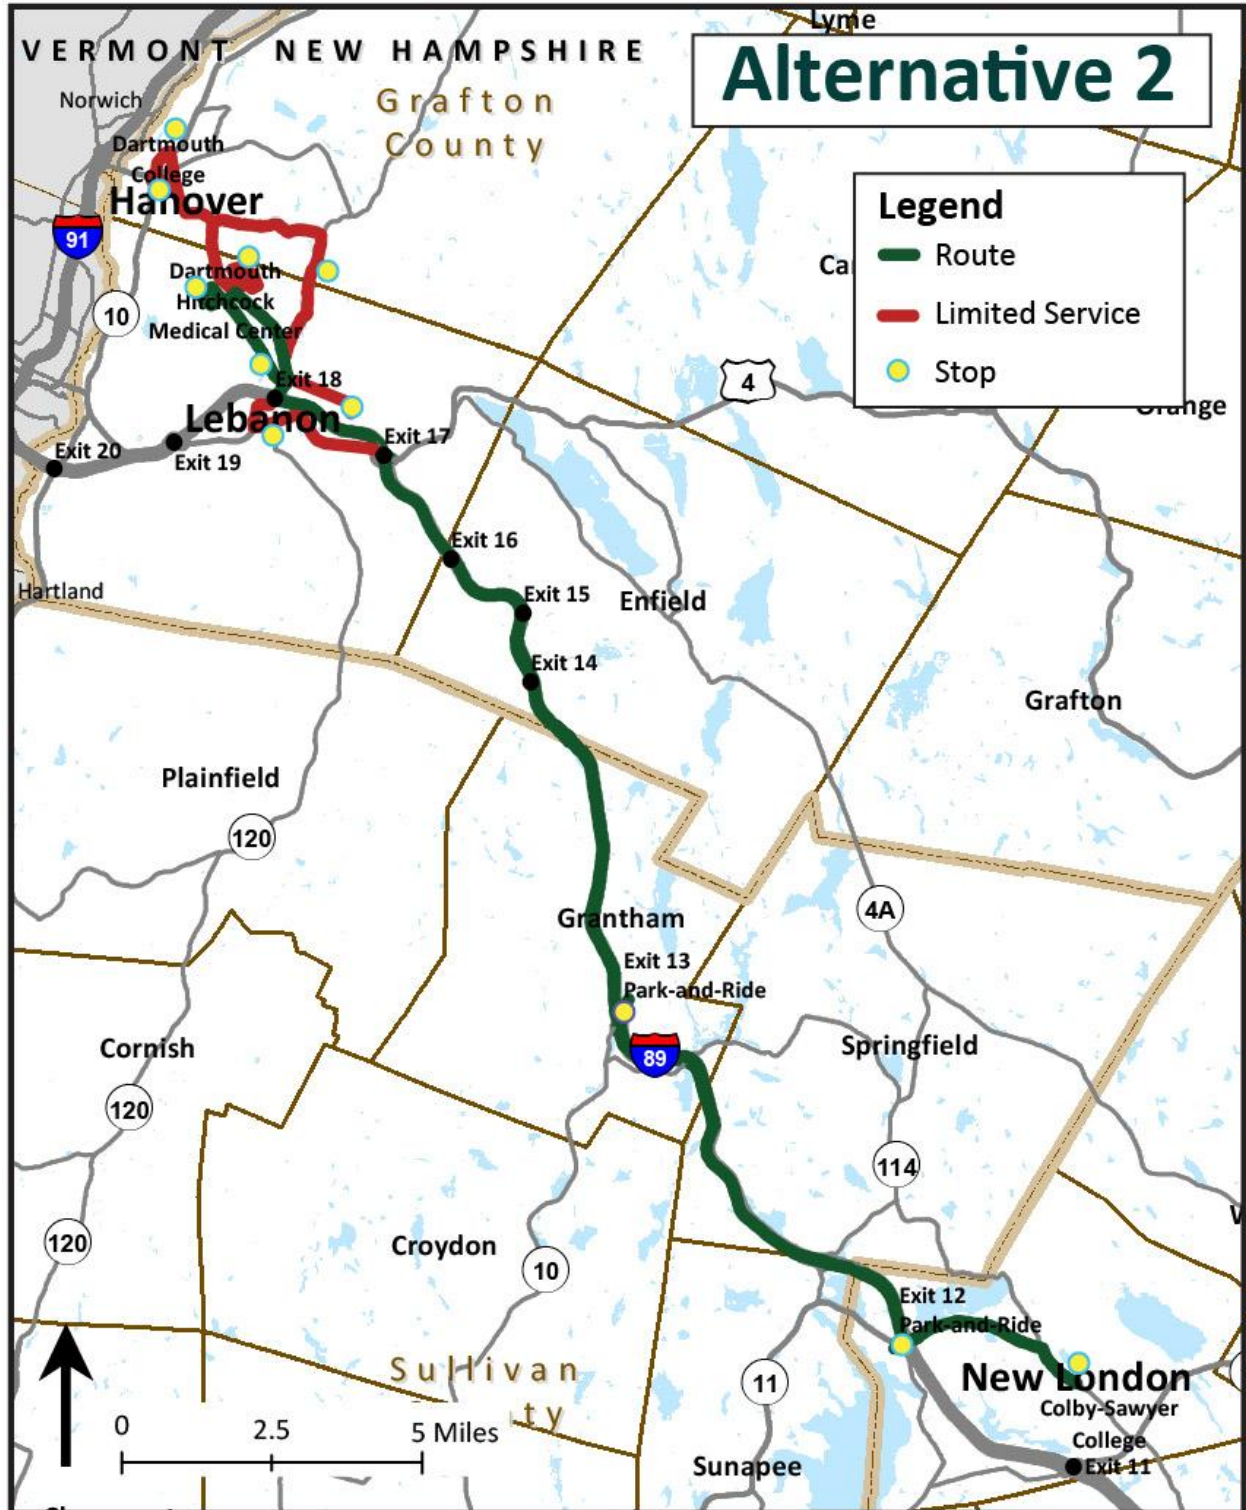 Lyme
VERMONT NEW HAMPSHIRE
Alternative 2
Norwich
Grafton
County
Dartmouth
College
Hanover
Legend
Route
Limited Service
Stop
91
10
Dartmouth
Hitchcock
Medical Center
4
Exit 18
Lebanon
Exit 17
Exit 20
Exit 19
Exit 16
Hartland
Exit 15
Enfield
Exit 14
Grafton
Plainfield
120
4A
Grantham
Exit 13
Park-and-Ride
Cornish
89
Springfield
120
114
120
Croydon
10
Exit 12
Park-and-Ride
Sullivan
ty
11
New London
Colby-Sawyer
College
Exit 11
0 2.5 5 Miles
Sunapee